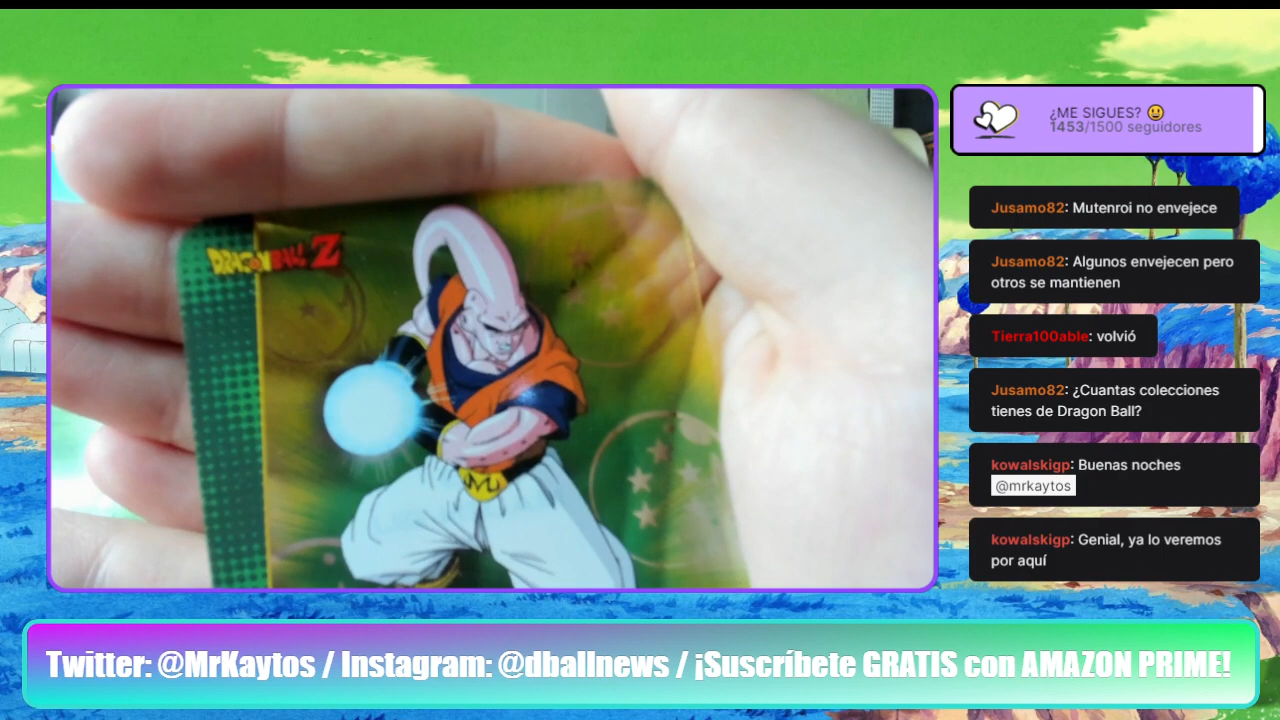 ¿ME SIGUES? 😀
1453/1500 seguidores
DRAGON BALL Z
Jusamo82: Mutenroi no envejece
Jusamo82: Algunos envejecen pero
otros se mantienen
Tierra100able: volvió
Jusamo82: ¿Cuantas colecciones
tienes de Dragon Ball?
kowalskigp: Buenas noches
@mrkaytos
kowalskigp: Genial, ya lo veremos
por aquí
Twitter: @MrKaytos / Instagram: @dballnews / ¡Suscríbete GRATIS con AMAZON PRIME!